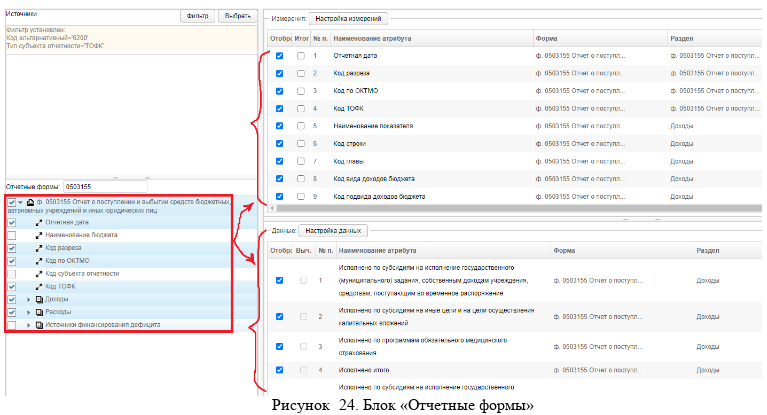 Источники Фильтр Выбрать
Фильтр установлен:
Код альтернативный='6200'
Тип субъекта отчетности='ТОФК'
Отчетные формы: 0503155
ф. 0503155 Отчет о поступлении и выбытии средств бюджетных,
автономных учреждений и иных юридических лиц
Отчетная дата
Наименование бюджета
Код разреза
Код по ОКТМО
Код субъекта отчетности
Код ТОФК
Доходы
Расходы
Источники финансирования дефицита
Измерения: Настройка измерений
Отобра Итог № п. Наименование атрибута Форма Раздел
1 Отчетная дата ф. 0503155 Отчет о поступл... ф. 0503155 Отчет о поступл...
2 Код разреза ф. 0503155 Отчет о поступл... ф. 0503155 Отчет о поступл...
3 Код по ОКТМО ф. 0503155 Отчет о поступл... ф. 0503155 Отчет о поступл...
4 Код ТОФК ф. 0503155 Отчет о поступл... ф. 0503155 Отчет о поступл...
5 Наименование показателя ф. 0503155 Отчет о поступл... Доходы
6 Код строки ф. 0503155 Отчет о поступл... Доходы
7 Код главы ф. 0503155 Отчет о поступл... Доходы
8 Код вида доходов бюджета ф. 0503155 Отчет о поступл... Доходы
9 Код подвида доходов бюджета ф. 0503155 Отчет о поступл... Доходы
Данные: Настройка данных
Отобра Выч. № п. Наименование атрибута Форма Раздел
Исполнено по субсидиям на исполнение государственного
1 (муниципального) задания, собственным доходам учреждения, ф. 0503155 Отчет о поступл... Доходы
средствам, поступающим во временное распоряжение
2 Исполнено по субсидиям на иные цели и на цели осуществления ф. 0503155 Отчет о поступл... Доходы
капитальных вложений
3 Исполнено по программам обязательного медицинского ф. 0503155 Отчет о поступл... Доходы
страхования
4 Исполнено итого ф. 0503155 Отчет о поступл... Доходы
Исполнено по субсидиям на исполнение государственного
Рисунок 24. Блок «Отчетные формы»